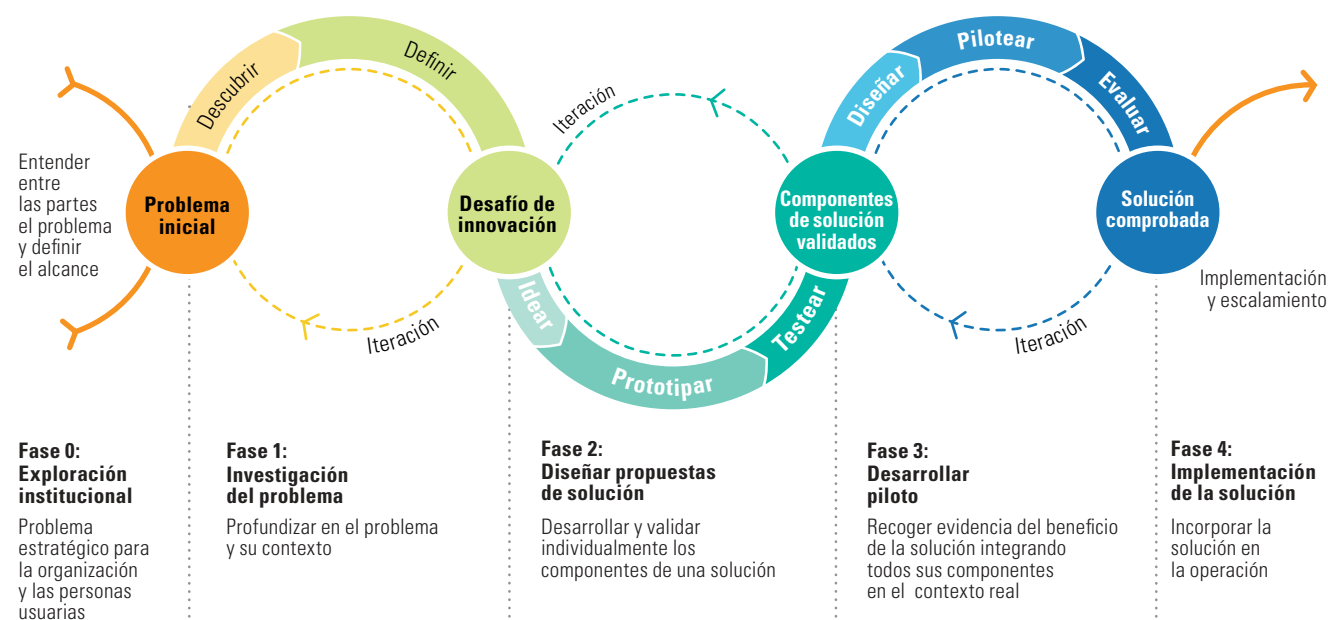 Descubrir
Definir
Iteración
Diseñar
Pilotear
Evaluar
Entender
entre
las partes
el problema
y definir
el alcance
Problema
inicial
Desafío de
innovación
Componentes
de solución
validados
Solución
comprobada
Implementación
y escalamiento
Iteración
Idear
Prototipar
Testear
Iteración
Fase 0:
Exploración
institucional
Problema
estratégico para
la organización
y las personas
usuarias
Fase 1:
Investigación
del problema
Profundizar en el problema
y su contexto
Fase 2:
Diseñar propuestas
de solución
Desarrollar y validar
individualmente los
componentes de una solución
Fase 3:
Desarrollar
piloto
Recoger evidencia del beneficio
de la solución integrando
todos sus componentes
en el contexto real
Fase 4:
Implementación
de la solución
Incorporar la
solución en
la operación